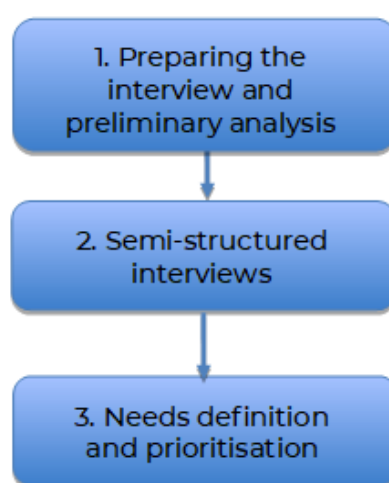 1. Preparing the
interview and
preliminary analysis
2. Semi-structured
interviews
3. Needs definition
and prioritisation